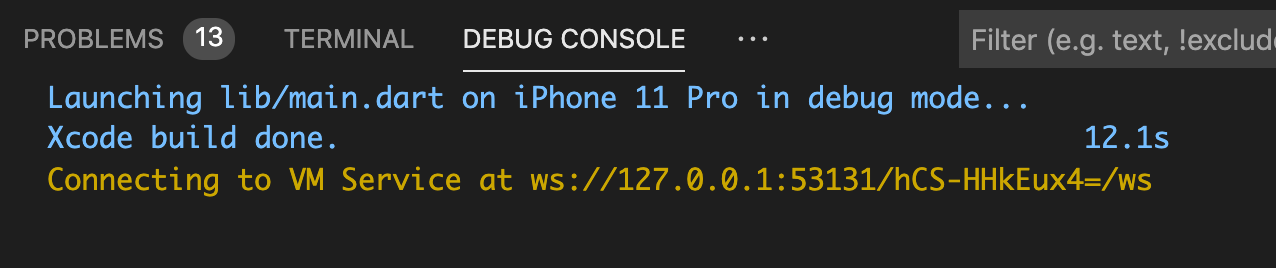 PROBLEMS 13 TERMINAL DEBUG CONSOLE ... Filter (e.g. text, !exclude
Launching lib/main.dart on iPhone 11 Pro in debug mode...
Xcode build done. 12.1s
Connecting to VM Service at ws://127.0.0.1:53131/hCS-HHkEux4=/ws